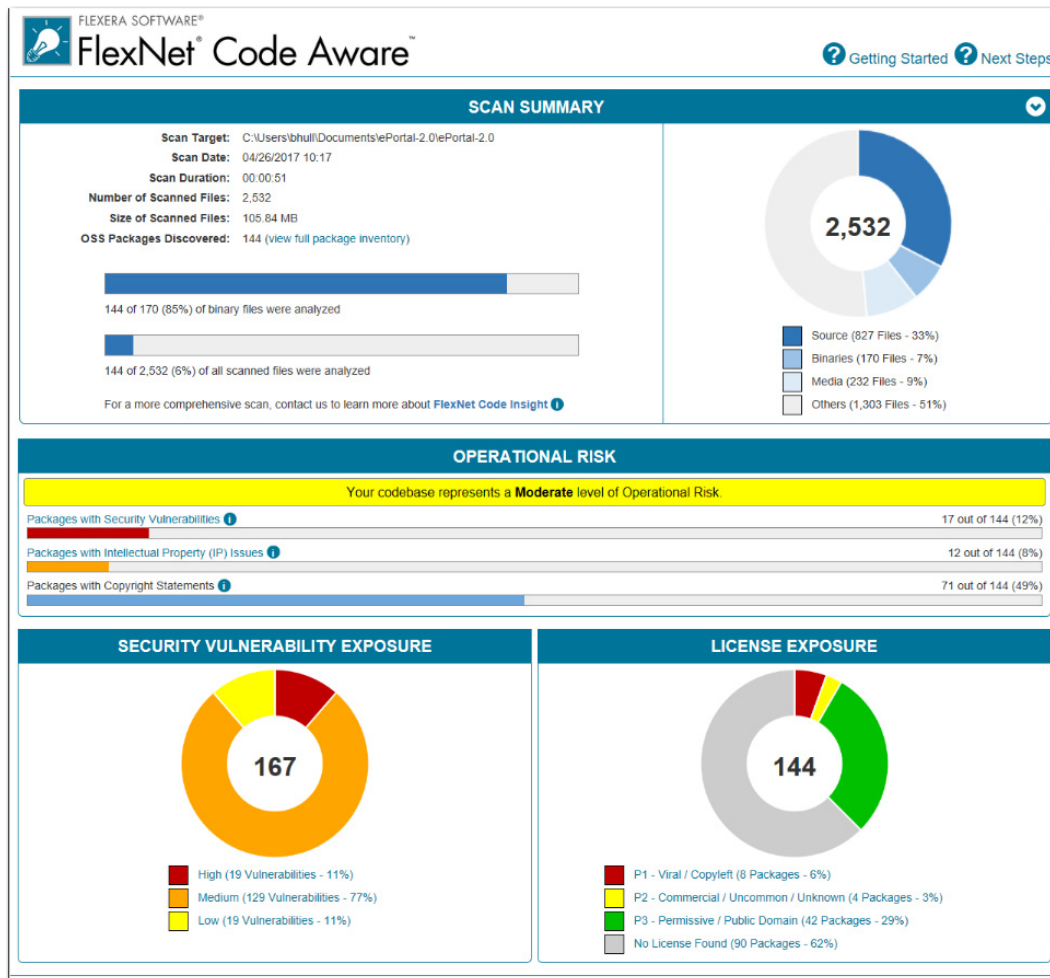 FLEXERA SOFTWARE®
FlexNet® Code Aware™
? Getting Started ? Next Steps
SCAN SUMMARY
Scan Target: C:\Users\bhull\Documents\ePortal-2.0\ePortal-2.0
Scan Date: 04/26/2017 10:17
Scan Duration: 00:00:51
Number of Scanned Files: 2,532
Size of Scanned Files: 105.84 MB
OSS Packages Discovered: 144 (view full package inventory)
144 of 170 (85%) of binary files were analyzed
144 of 2,532 (6%) of all scanned files were analyzed
For a more comprehensive scan, contact us to learn more about FlexNet Code Insight i
2,532
Source (827 Files - 33%)
Binaries (170 Files - 7%)
Media (232 Files - 9%)
Others (1,303 Files - 51%)
OPERATIONAL RISK
Your codebase represents a Moderate level of Operational Risk.
Packages with Security Vulnerabilities i 17 out of 144 (12%)
Packages with Intellectual Property (IP) Issues i 12 out of 144 (8%)
Packages with Copyright Statements i 71 out of 144 (49%)
SECURITY VULNERABILITY EXPOSURE
167
High (19 Vulnerabilities - 11%)
Medium (129 Vulnerabilities - 77%)
Low (19 Vulnerabilities - 11%)
LICENSE EXPOSURE
144
P1 - Viral / Copyleft (8 Packages - 6%)
P2 - Commercial / Uncommon / Unknown (4 Packages - 3%)
P3 - Permissive / Public Domain (42 Packages - 29%)
No License Found (90 Packages - 62%)